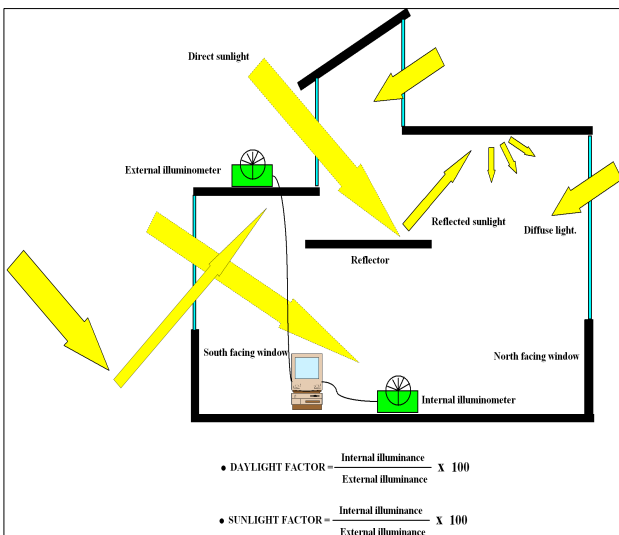 Direct sunlight
External illuminometer
Reflected sunlight
Diffuse light.
Reflector
South facing window
North facing window
Internal illuminometer
● DAYLIGHT FACTOR = Internal illuminance X 100
External illuminance
● SUNLIGHT FACTOR = Internal illuminance X 100
External illuminance